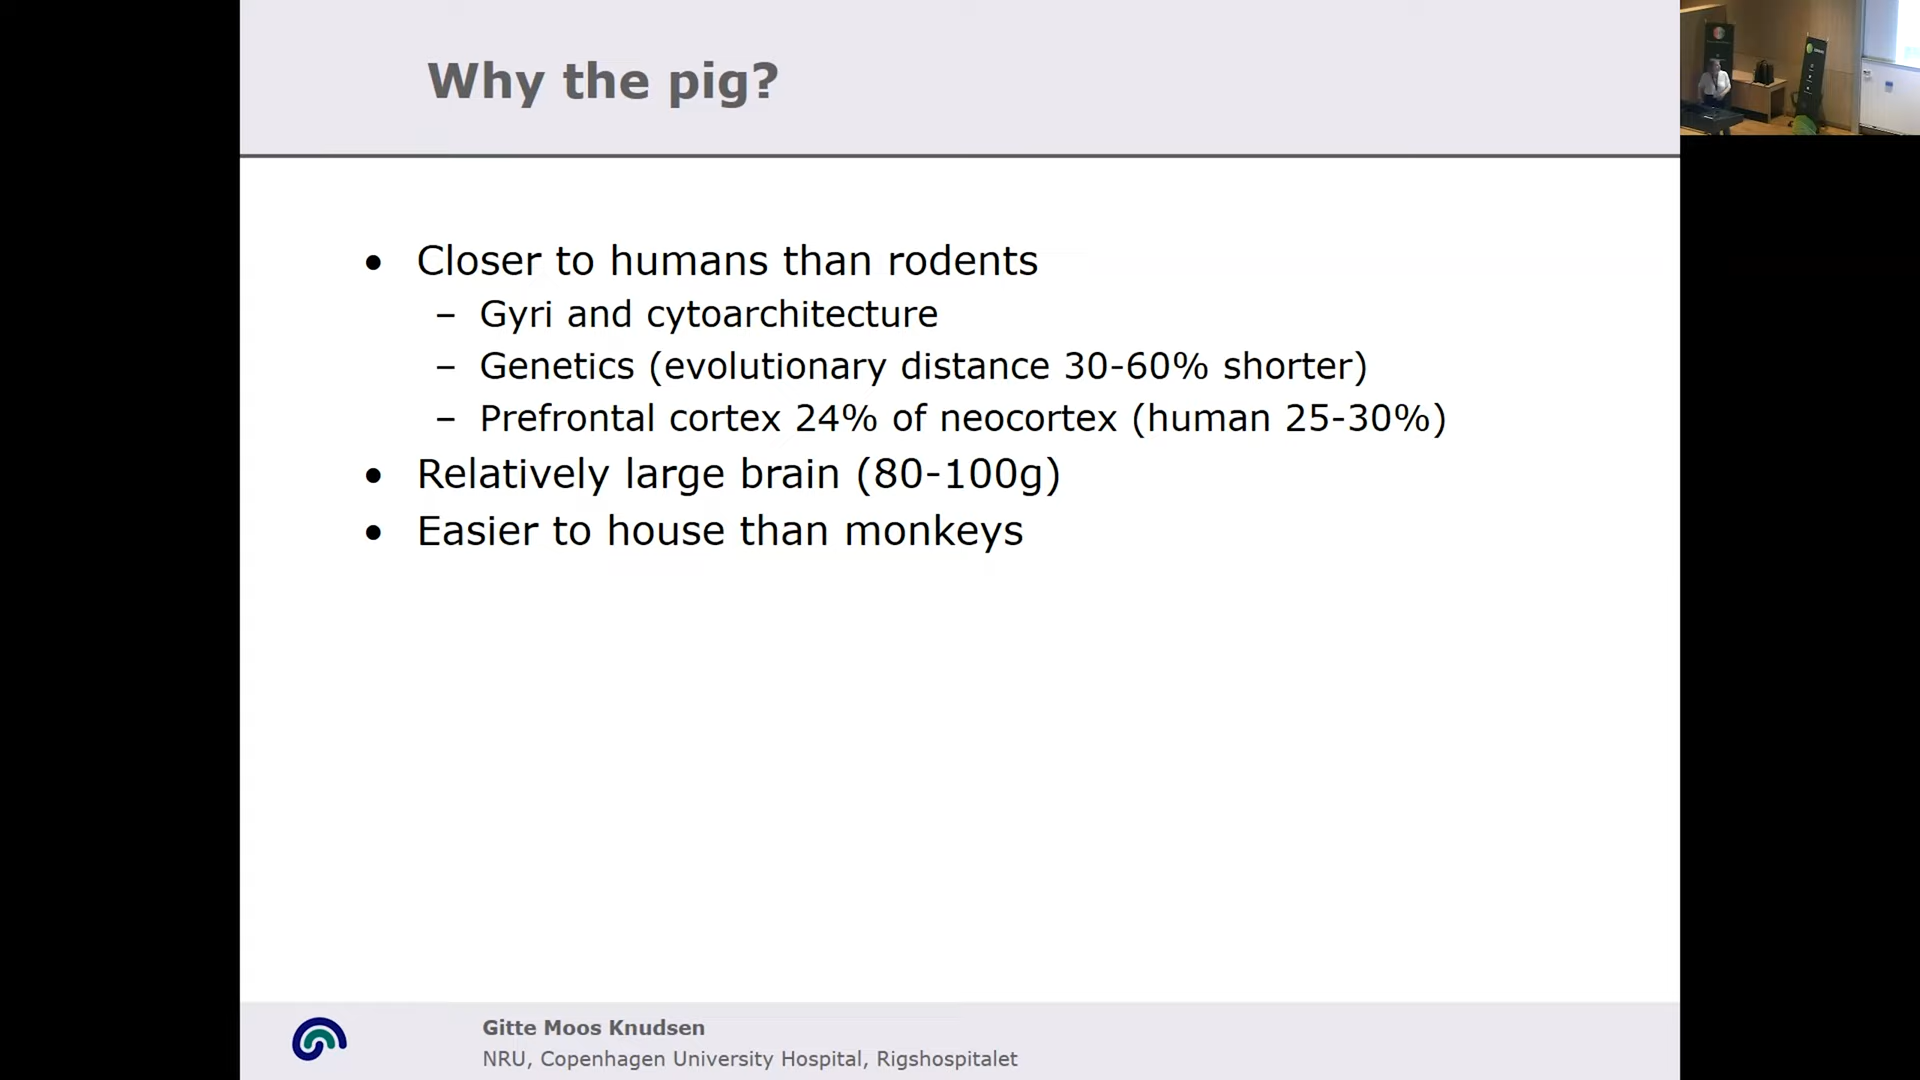 Why the pig?
• Closer to humans than rodents
– Gyri and cytoarchitecture
– Genetics (evolutionary distance 30-60% shorter)
– Prefrontal cortex 24% of neocortex (human 25-30%)
• Relatively large brain (80-100g)
• Easier to house than monkeys
Gitte Moos Knudsen
NRU, Copenhagen University Hospital, Rigshospitalet